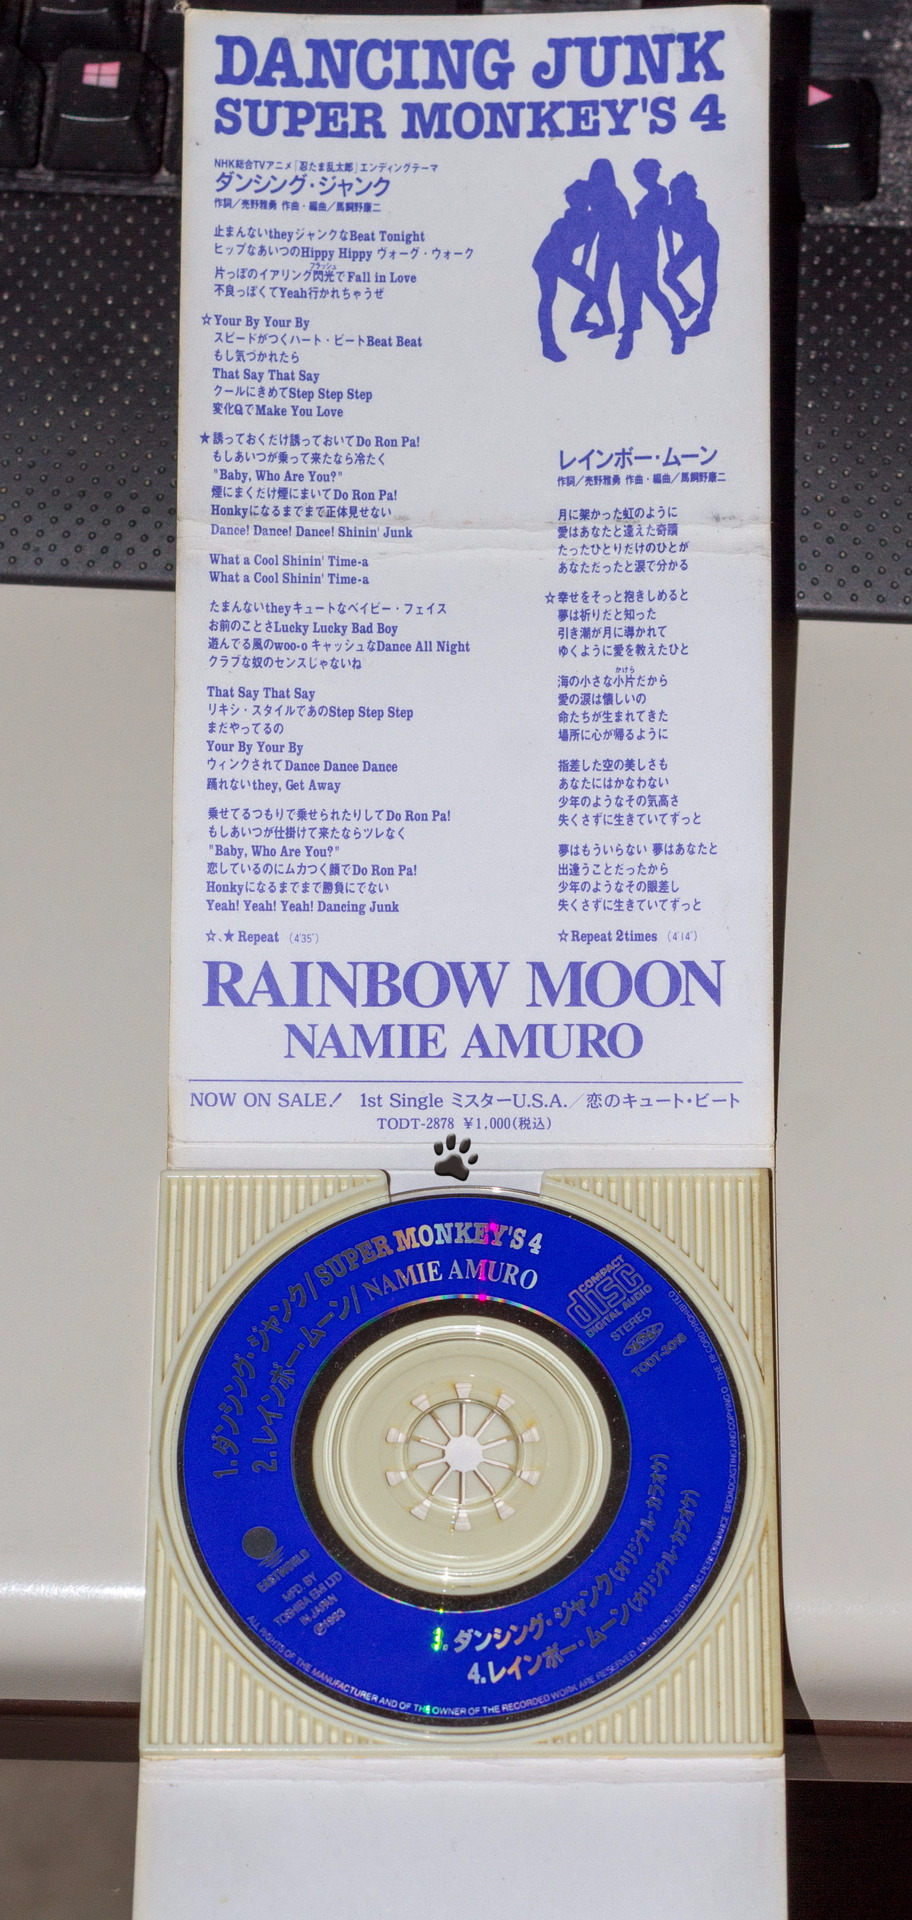 DANCING JUNK
SUPER MONKEY'S 4
NHK総合TVアニメ「忍たま乱太郎」エンディングテーマ
ダンシング・ジャンク
作詞／売野雅勇 作曲・編曲／馬飼野康二
止まんないtheyジャンクなBeat Tonight
ヒップなあいつのHippy Hippy ヴォーグ・ウォーク
フラッシュ
片っぽのイアリング閃光でFall in Love
不良っぽくてYeah行かれちゃうぜ
☆Your By Your By
スピードがつくハート・ビートBeat Beat
もし気づかれたら
That Say That Say
クールにきめてStep Step Step
変化QでMake You Love
★誘っておくだけ誘っておいてDo Ron Pa!
もしあいつが乗って来たなら冷たく
"Baby, Who Are You?"
煙にまくだけ煙にまいてDo Ron Pa!
Honkyになるまでまで正体見せない
Dance! Dance! Dance! Shinin' Junk
What a Cool Shinin' Time-a
What a Cool Shinin' Time-a
たまんないtheyキュートなベイビー・フェイス
お前のことさLucky Lucky Bad Boy
遊んでる風のwoo-o キャッシュなDance All Night
クラブな奴のセンスじゃないね
That Say That Say
リキシ・スタイルであのStep Step Step
まだやってるの
Your By Your By
ウィンクされてDance Dance Dance
踊れないthey, Get Away
乗せてるつもりで乗せられたりしてDo Ron Pa!
もしあいつが仕掛けて来たならツレなく
"Baby, Who Are You?"
恋しているのにムカつく顔でDo Ron Pa!
Honkyになるまでまで勝負にでない
Yeah! Yeah! Yeah! Dancing Junk
☆、★ Repeat （4'35"）
レインボー・ムーン
作詞／売野雅勇 作曲・編曲／馬飼野康二
月に架かった虹のように
愛はあなたと逢えた奇蹟
たったひとりだけのひとが
あなただったと涙で分かる
☆幸せをそっと抱きしめると
夢は祈りだと知った
引き潮が月に導かれて
ゆくように愛を教えたひと
かけら
海の小さな小片だから
愛の涙は懐しいの
命たちが生まれてきた
場所に心が帰るように
指差した空の美しさも
あなたにはかなわない
少年のようなその気高さ
失くさずに生きていてずっと
夢はもういらない 夢はあなたと
出逢うことだったから
少年のようなその眼差し
失くさずに生きていてずっと
☆Repeat 2times （4'14"）
RAINBOW MOON
NAMIE AMURO
NOW ON SALE! 1st Single ミスターU.S.A.／恋のキュート・ビート
TODT-2878 ¥1,000(税込)
1.ダンシング・ジャンク/SUPER MONKEY'S 4
2.レインボー・ムーン/NAMIE AMURO
COMPACT
disc
DIGITAL AUDIO
STEREO
EASTWORLD
MFD. BY
TOSHIBA EMI LTD
IN JAPAN
Ⓟ1993
3.ダンシング・ジャンク(オリジナル・カラオケ)
4.レインボー・ムーン(オリジナル・カラオケ)
ALL RIGHTS OF THE MANUFACTURER AND OF THE OWNER OF THE RECORDED WORK ARE RESERVED. UNAUTHORIZED PUBLIC PERFORMANCE BROADCASTING AND COPYING THE RECORD PROHIBITED